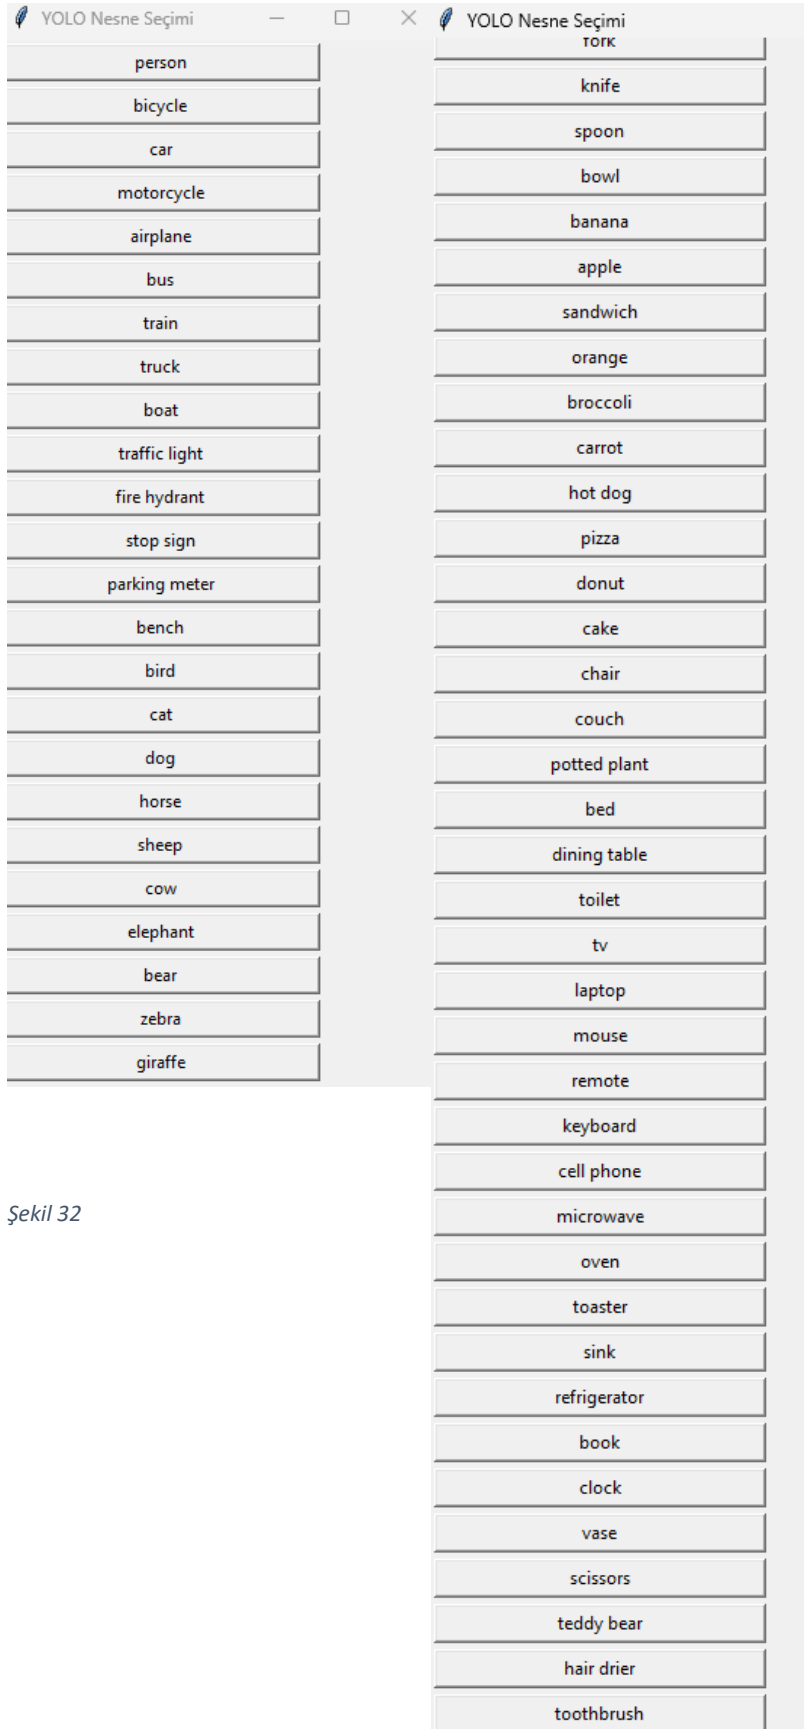 YOLO Nesne Seçimi
person
bicycle
car
motorcycle
airplane
bus
train
truck
boat
traffic light
fire hydrant
stop sign
parking meter
bench
bird
cat
dog
horse
sheep
cow
elephant
bear
zebra
giraffe
Şekil 32
YOLO Nesne Seçimi
fork
knife
spoon
bowl
banana
apple
sandwich
orange
broccoli
carrot
hot dog
pizza
donut
cake
chair
couch
potted plant
bed
dining table
toilet
tv
laptop
mouse
remote
keyboard
cell phone
microwave
oven
toaster
sink
refrigerator
book
clock
vase
scissors
teddy bear
hair drier
toothbrush